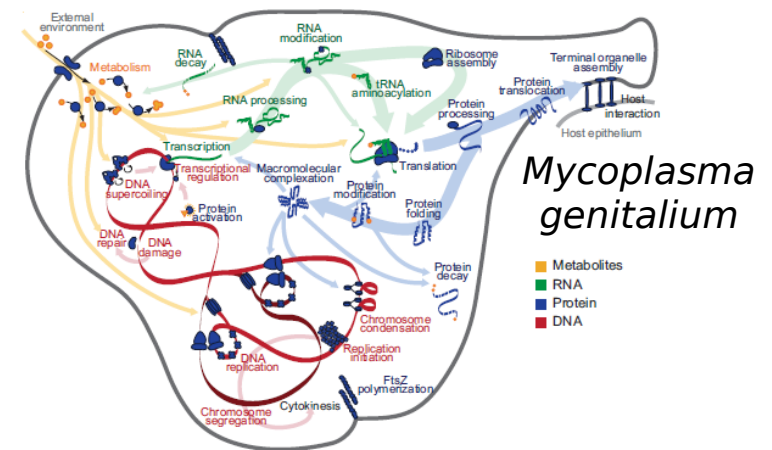 External
environment
Metabolism
RNA
decay
RNA
modification
Ribosome
assembly
Terminal organelle
assembly
tRNA
aminoacylation
Protein
translocation
RNA processing
Protein
processing
Host
interaction
Host epithelium
Transcription
Transcriptional
regulation
Macromolecular
complexation
Translation
Mycoplasma
genitalium
DNA
supercoiling
Protein
modification
Protein
folding
Protein
activation
DNA
repair
DNA
damage
Metabolites
RNA
Protein
DNA
Protein
decay
Chromosome
condensation
Replication
initiation
DNA
replication
FtsZ
polymerization
Cytokinesis
Chromosome
segregation